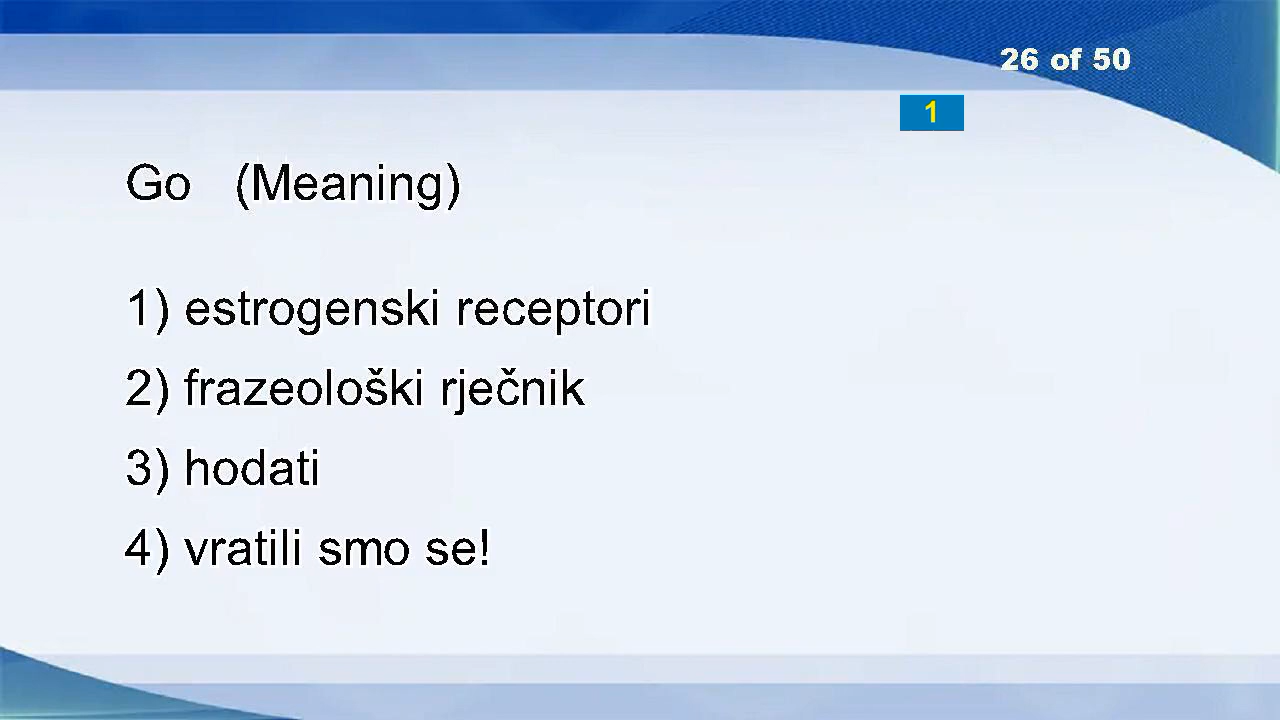 26 of 50
1
Go (Meaning)
1) estrogenski receptori
2) frazeološki rječnik
3) hodati
4) vratili smo se!